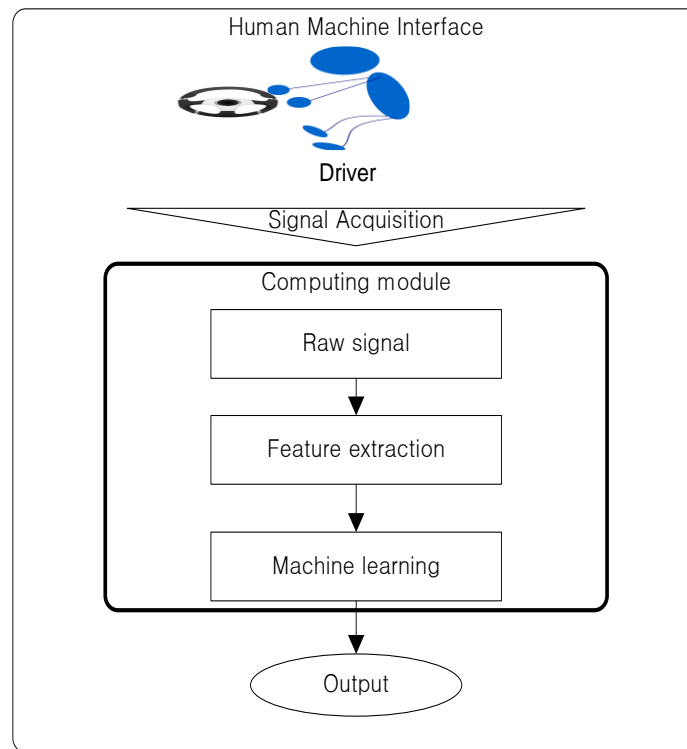 Human Machine Interface
Driver
Signal Acquisition
Computing module
Raw signal
Feature extraction
Machine learning
Output